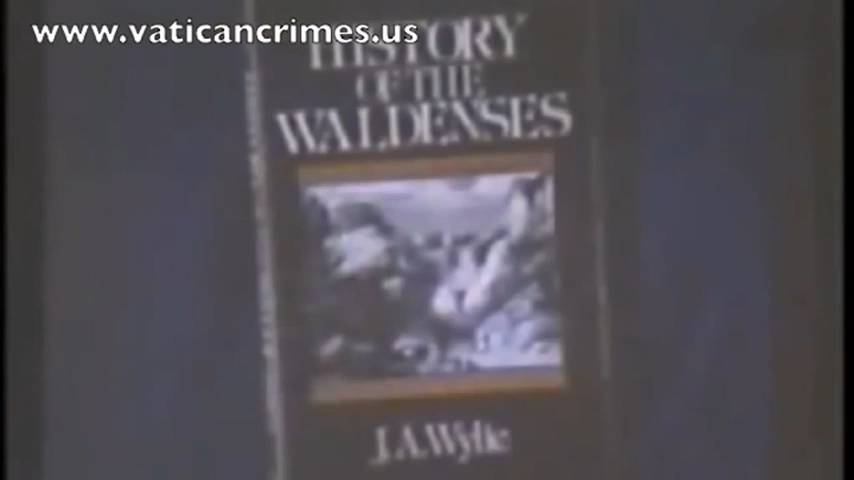 www.vaticancrimes.us
HISTORY
OF THE
WALDENSES
J.A.Wylie